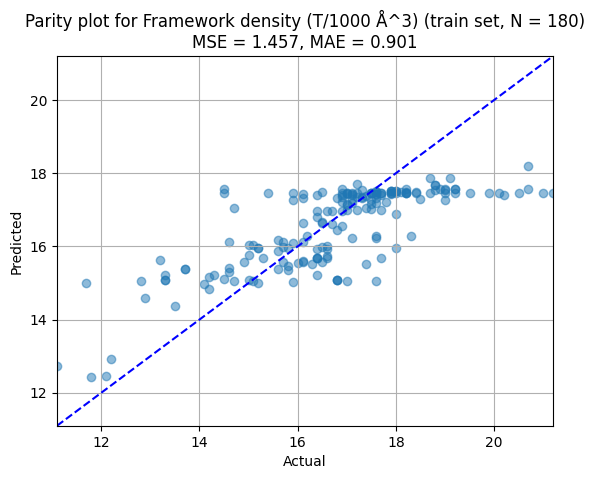 Parity plot for Framework density (T/1000 Å^3) (train set, N = 180)
MSE = 1.457, MAE = 0.901
20
18
16
14
12
Predicted
12 14 16 18 20
Actual